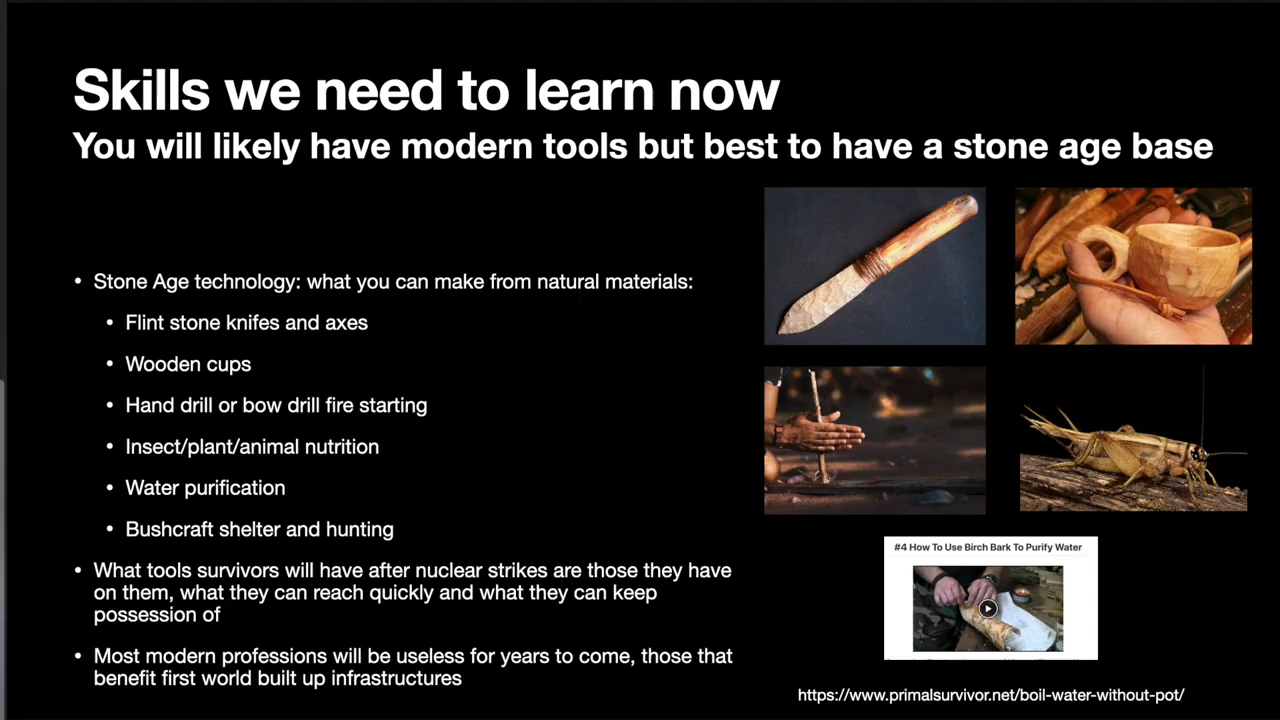 Skills we need to learn now
You will likely have modern tools but best to have a stone age base
• Stone Age technology: what you can make from natural materials:
• Flint stone knifes and axes
• Wooden cups
• Hand drill or bow drill fire starting
• Insect/plant/animal nutrition
• Water purification
• Bushcraft shelter and hunting
• What tools survivors will have after nuclear strikes are those they have
on them, what they can reach quickly and what they can keep
possession of
• Most modern professions will be useless for years to come, those that
benefit first world built up infrastructures
#4 How To Use Birch Bark To Purify Water
https://www.primalsurvivor.net/boil-water-without-pot/